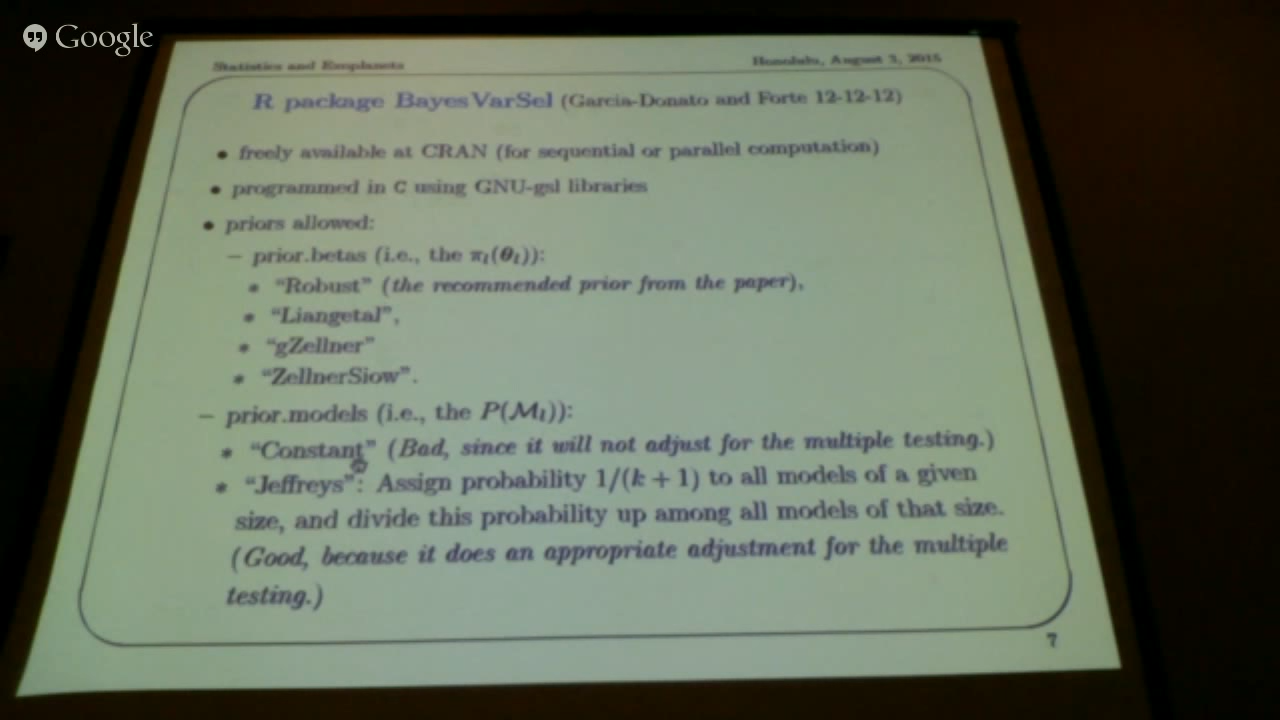 Google
Statistics and Exoplanets Honolulu, August 3, 2015
R package BayesVarSel (Garcia-Donato and Forte 12-12-12)
• freely available at CRAN (for sequential or parallel computation)
• programmed in C using GNU-gsl libraries
• priors allowed:
– prior.betas (i.e., the πₗ(θₗ)):
* “Robust” (the recommended prior from the paper),
* “Liangetal”,
* “gZellner”
* “ZellnerSiow”.
– prior.models (i.e., the P(Mₗ)):
* “Constant” (Bad, since it will not adjust for the multiple testing.)
* “Jeffreys”: Assign probability 1/(k + 1) to all models of a given
size, and divide this probability up among all models of that size.
(Good, because it does an appropriate adjustment for the multiple
testing.)
7